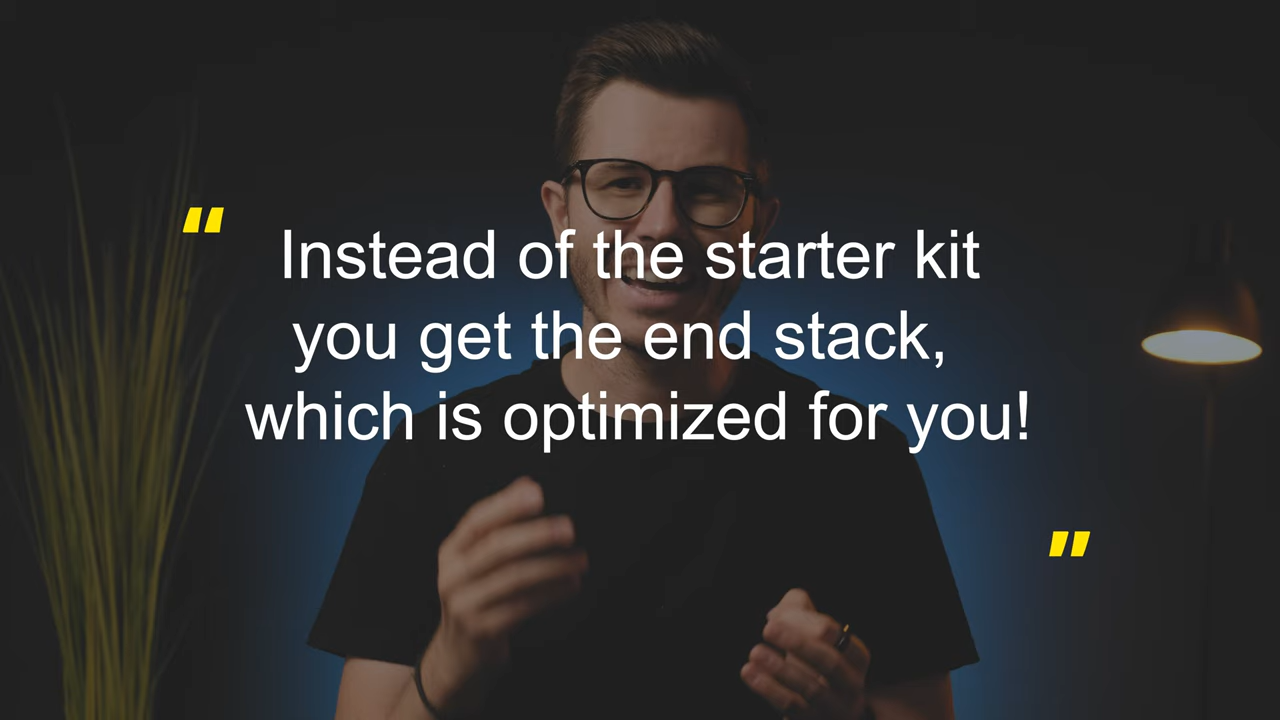 "Instead of the starter kit
you get the end stack,
which is optimized for you!"